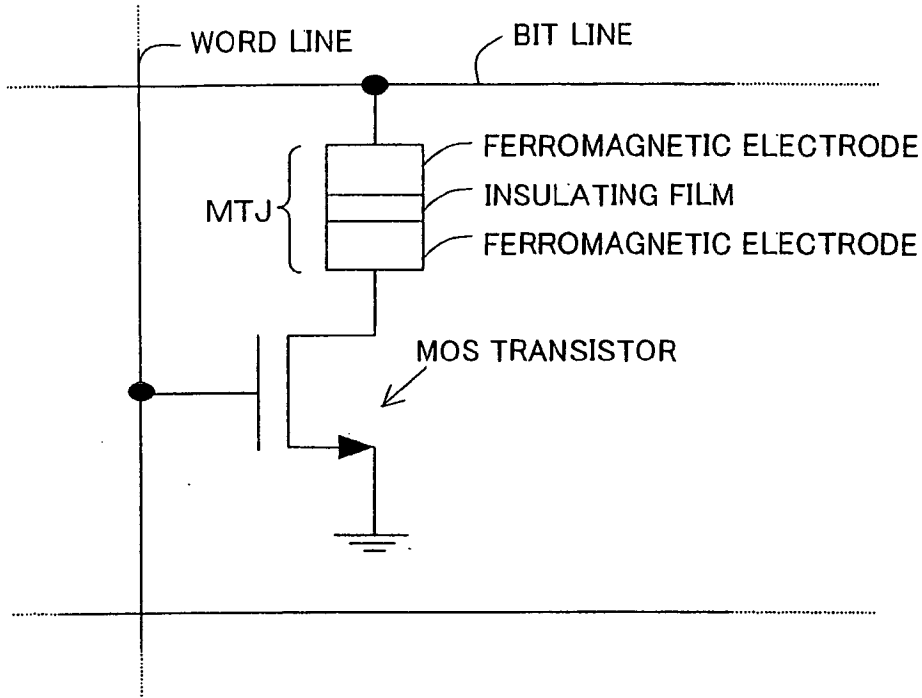 WORD LINE
BIT LINE
FERROMAGNETIC ELECTRODE
MTJ
INSULATING FILM
FERROMAGNETIC ELECTRODE
MOS TRANSISTOR